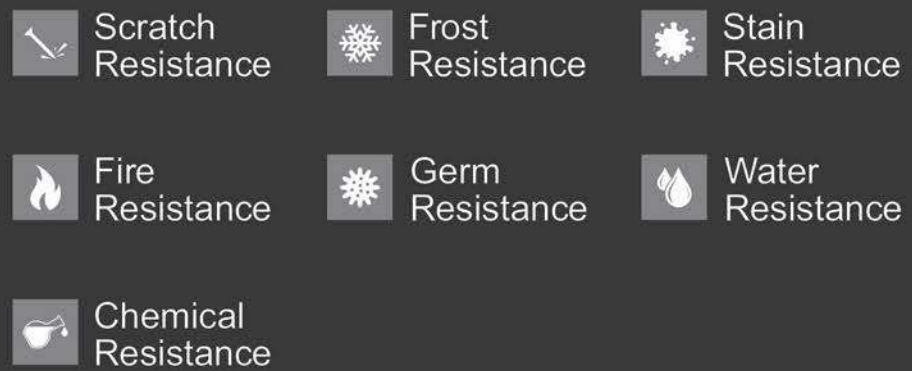 Scratch
Resistance
Frost
Resistance
Stain
Resistance
Fire
Resistance
Germ
Resistance
Water
Resistance
Chemical
Resistance